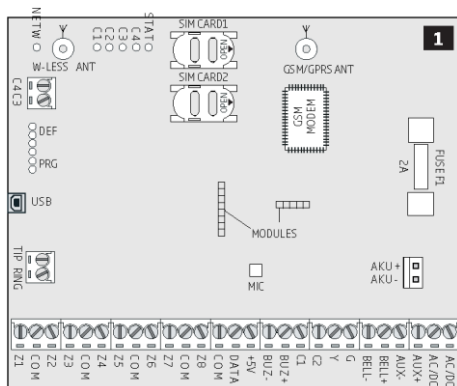 NETW
W-LESS ANT
C1
C2
C3
C4
STAT
SIM CARD1
OPEN
SIM CARD2
OPEN
GSM/GPRS ANT
1
C4 C3
DEF
PRG
GSM
MODEM
FUSE F1
2A
USB
MODULES
TIP RING
MIC
AKU+
AKU-
Z1 COM Z2 Z3 COM Z4 Z5 COM Z6 Z7 COM Z8 COM DATA +5V BUZ- BUZ+ C1 C2 Y G BELL- BELL+ AUX- AUX+ AC/DC AC/DC